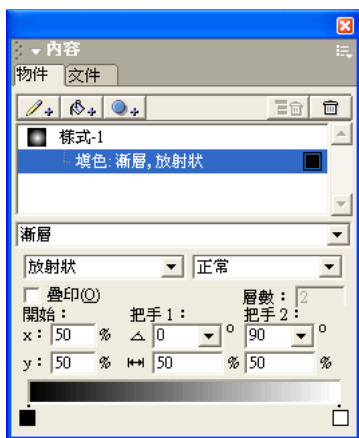 內容
物件 文件
樣式-1
填色: 漸層, 放射狀
漸層
放射狀 正常
疊印(O) 層數：2
開始： 把手1： 把手2：
x：50 % 0 ° 90 °
y：50 % 50 % 50 %